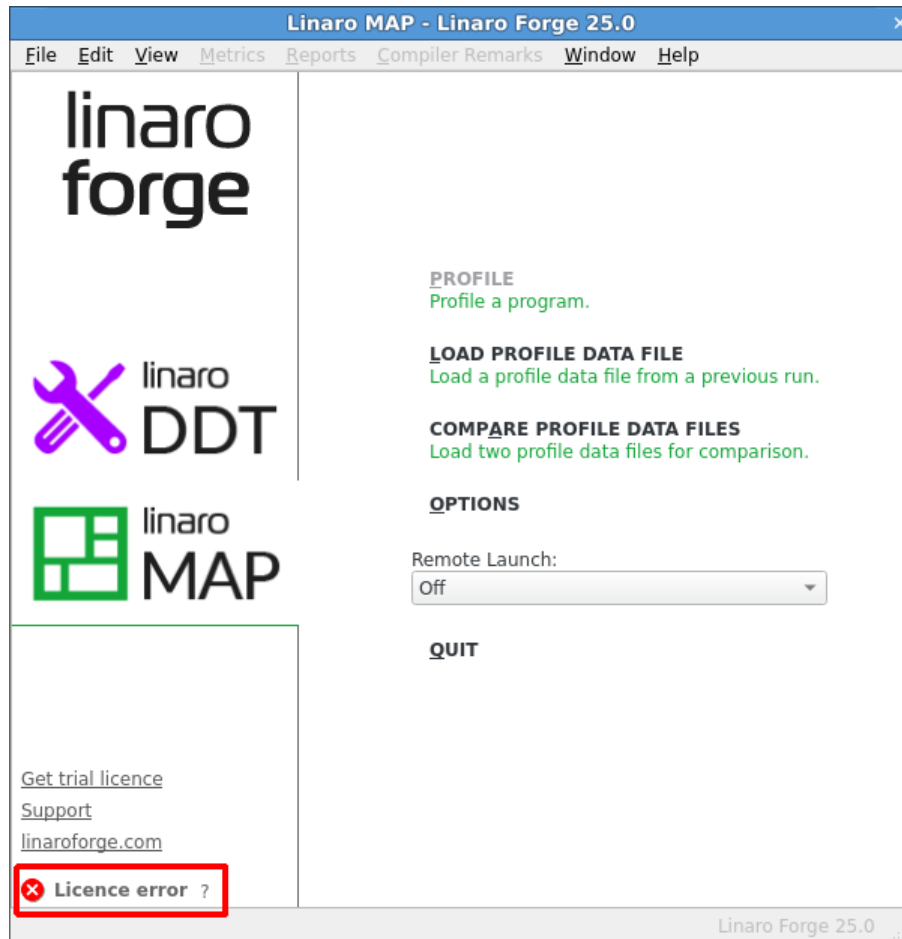 Linaro MAP - Linaro Forge 25.0 ×
File Edit View Metrics Reports Compiler Remarks Window Help
linaro
forge
PROFILE
Profile a program.
LOAD PROFILE DATA FILE
Load a profile data file from a previous run.
linaro
DDT
COMPARE PROFILE DATA FILES
Load two profile data files for comparison.
OPTIONS
linaro
MAP
Remote Launch:
Off
QUIT
Get trial licence
Support
linaroforge.com
Licence error ?
Linaro Forge 25.0